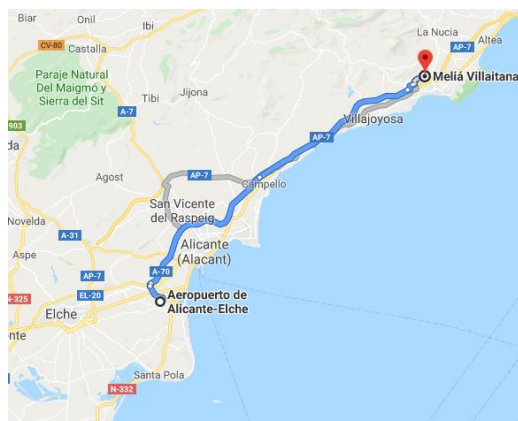 Biar
Onil
Ibi
CV-80
Castalla
La Nucia
Altea
AP-7
Meliá Villaitana
Paraje Natural
Del Maigmó y
Sierra del Sit
Tibi
Jijona
A-7
Villajoyosa
903
AP-7
Agost
AP-7
Campello
San Vicente
del Raspeig
Novelda
A-31
Alicante
(Alacant)
Aspe
AP-7
A-70
EL-20
N-325
Aeropuerto de
Alicante-Elche
Elche
Santa Pola
N-332